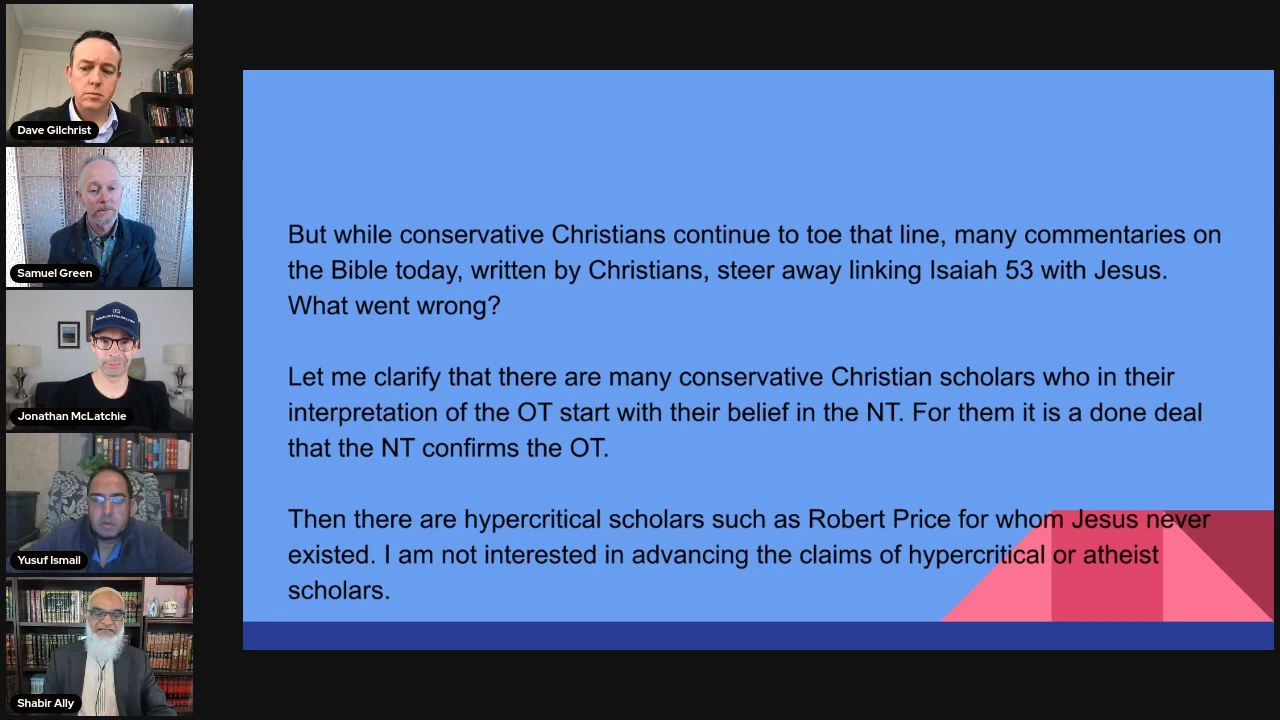 Dave Gilchrist
Samuel Green
Jonathan McLatchie
Yusuf Ismail
Shabir Ally
But while conservative Christians continue to toe that line, many commentaries on
the Bible today, written by Christians, steer away linking Isaiah 53 with Jesus.
What went wrong?
Let me clarify that there are many conservative Christian scholars who in their
interpretation of the OT start with their belief in the NT. For them it is a done deal
that the NT confirms the OT.
Then there are hypercritical scholars such as Robert Price for whom Jesus never
existed. I am not interested in advancing the claims of hypercritical or atheist
scholars.